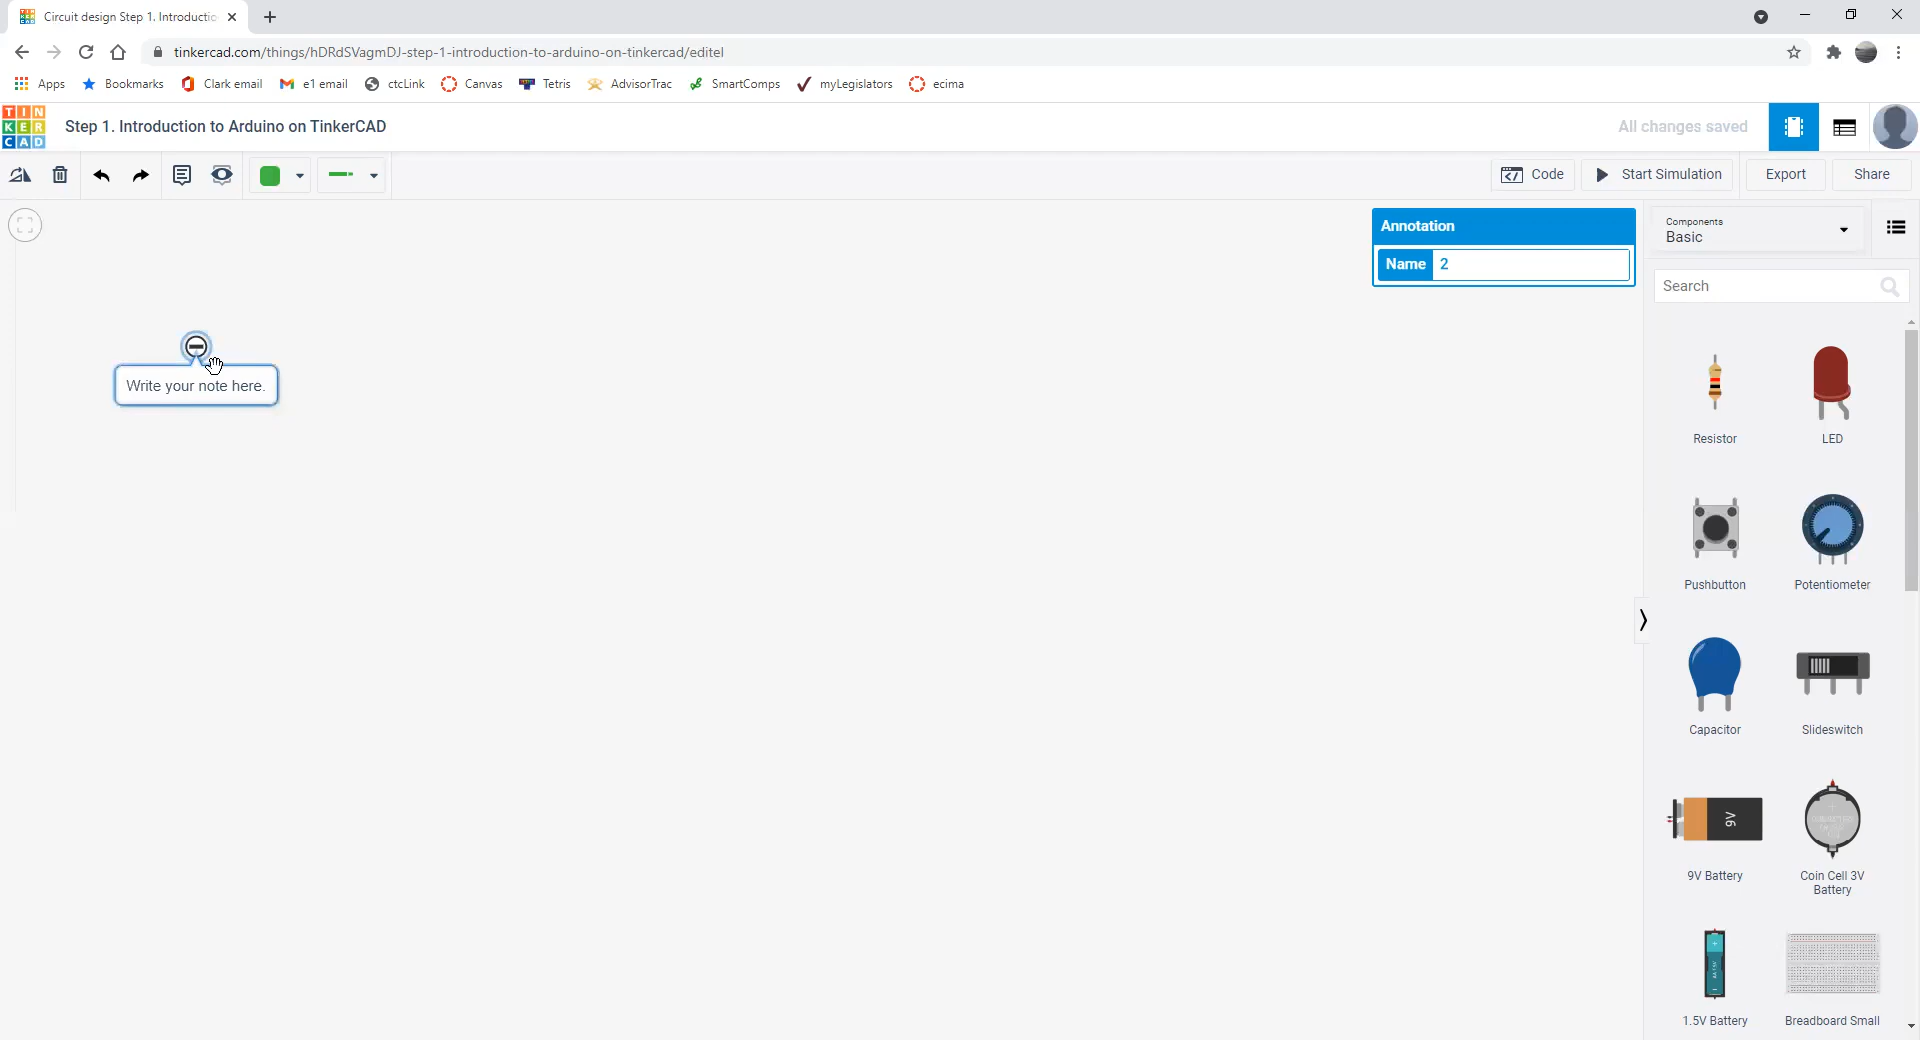 Circuit design Step 1. Introductio
tinkercad.com/things/hDRdSVagmDJ-step-1-introduction-to-arduino-on-tinkercad/editel
Apps Bookmarks Clark email e1 email ctcLink Canvas Tetris AdvisorTrac SmartComps myLegislators ecima
TIN
KER
CAD
Step 1. Introduction to Arduino on TinkerCAD
All changes saved
Code Start Simulation Export Share
Annotation
Name 2
Components
Basic
Search
Write your note here.
Resistor LED
Pushbutton Potentiometer
Capacitor Slideswitch
9V
9V Battery Coin Cell 3V
Battery
1.5V Battery Breadboard Small